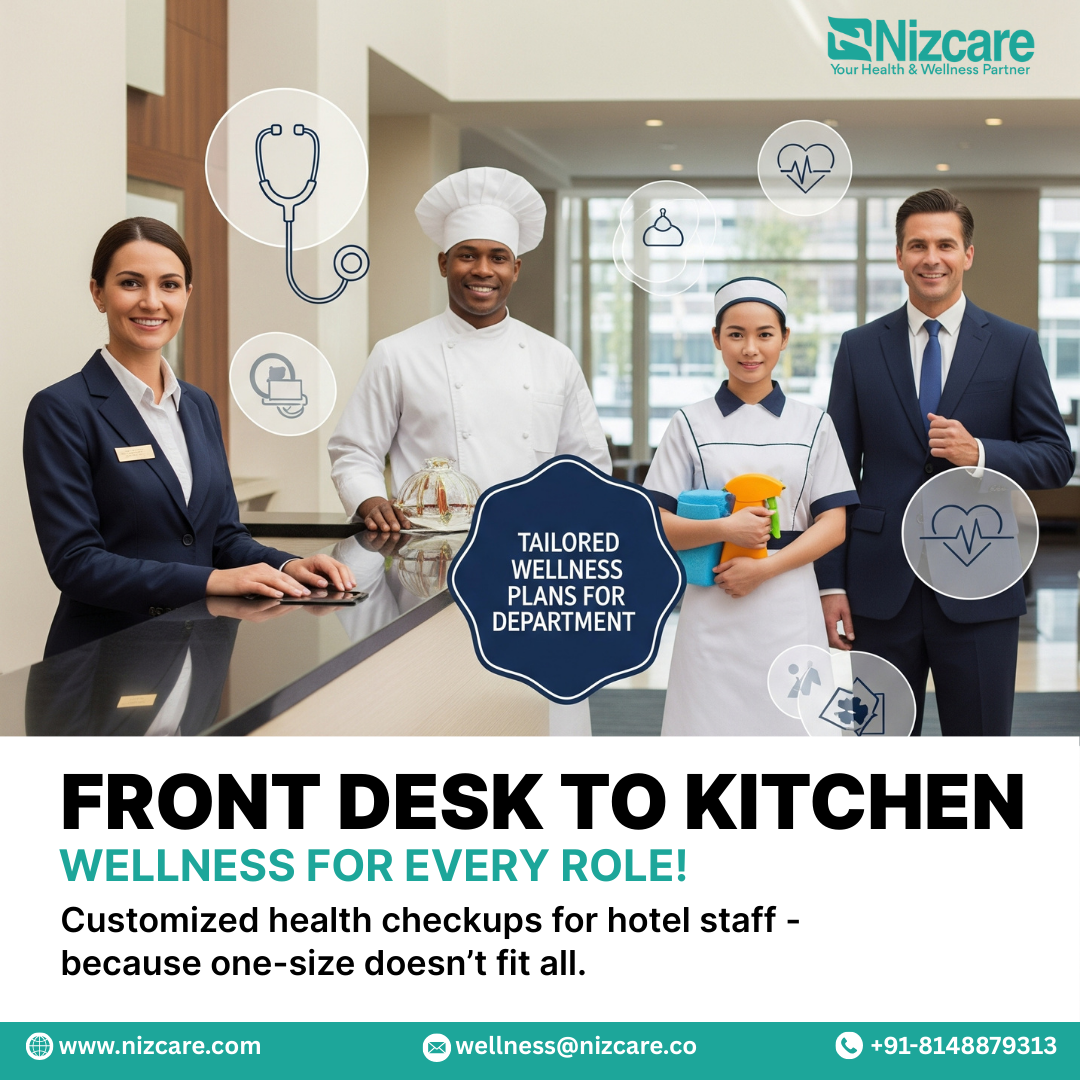 Nizcare
Your Health & Wellness Partner
TAILORED
WELLNESS
PLANS FOR
DEPARTMENT
FRONT DESK TO KITCHEN
WELLNESS FOR EVERY ROLE!
Customized health checkups for hotel staff -
because one-size doesn’t fit all.
www.nizcare.com
wellness@nizcare.co
+91-8148879313